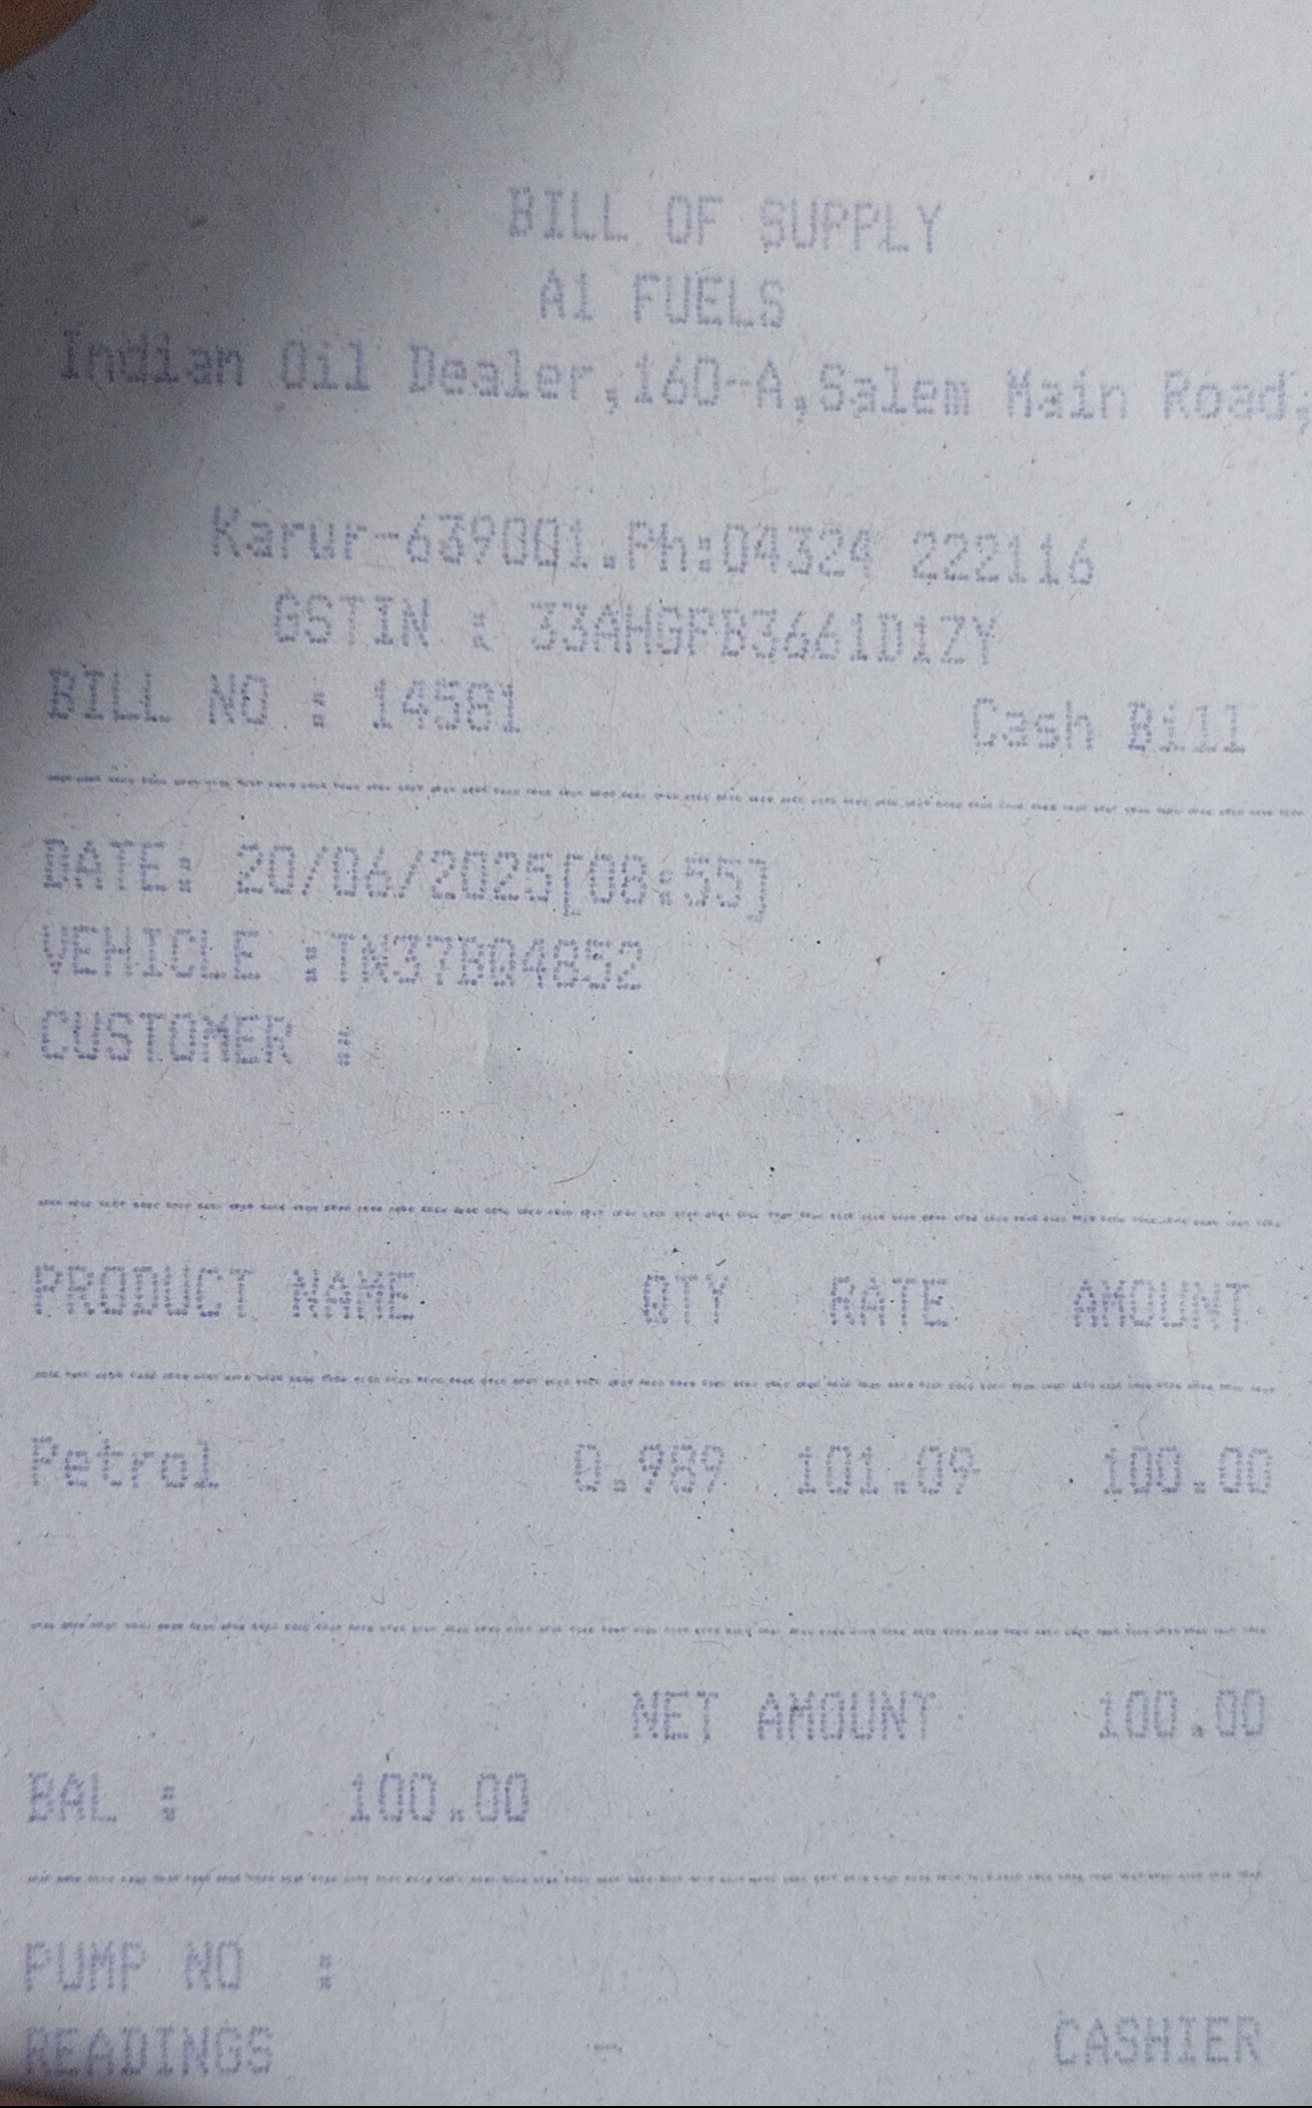 BILL OF SUPPLY
A1 FUELS
Indian Oil Dealer,160-A,Salem Main Road,
Karur-639001.Ph:04324 222116
GSTIN : 33AHGPB3661D1ZY
BILL NO : 14581 Cash Bill
DATE: 20/06/2025[08:55]
VEHICLE :
CUSTOMER :
PRODUCT NAME QTY RATE AMOUNT
Petrol 0.989 101.09 100.00
NET AMOUNT 100.00
BAL : 100.00
PUMP NO :
READINGS - CASHIER